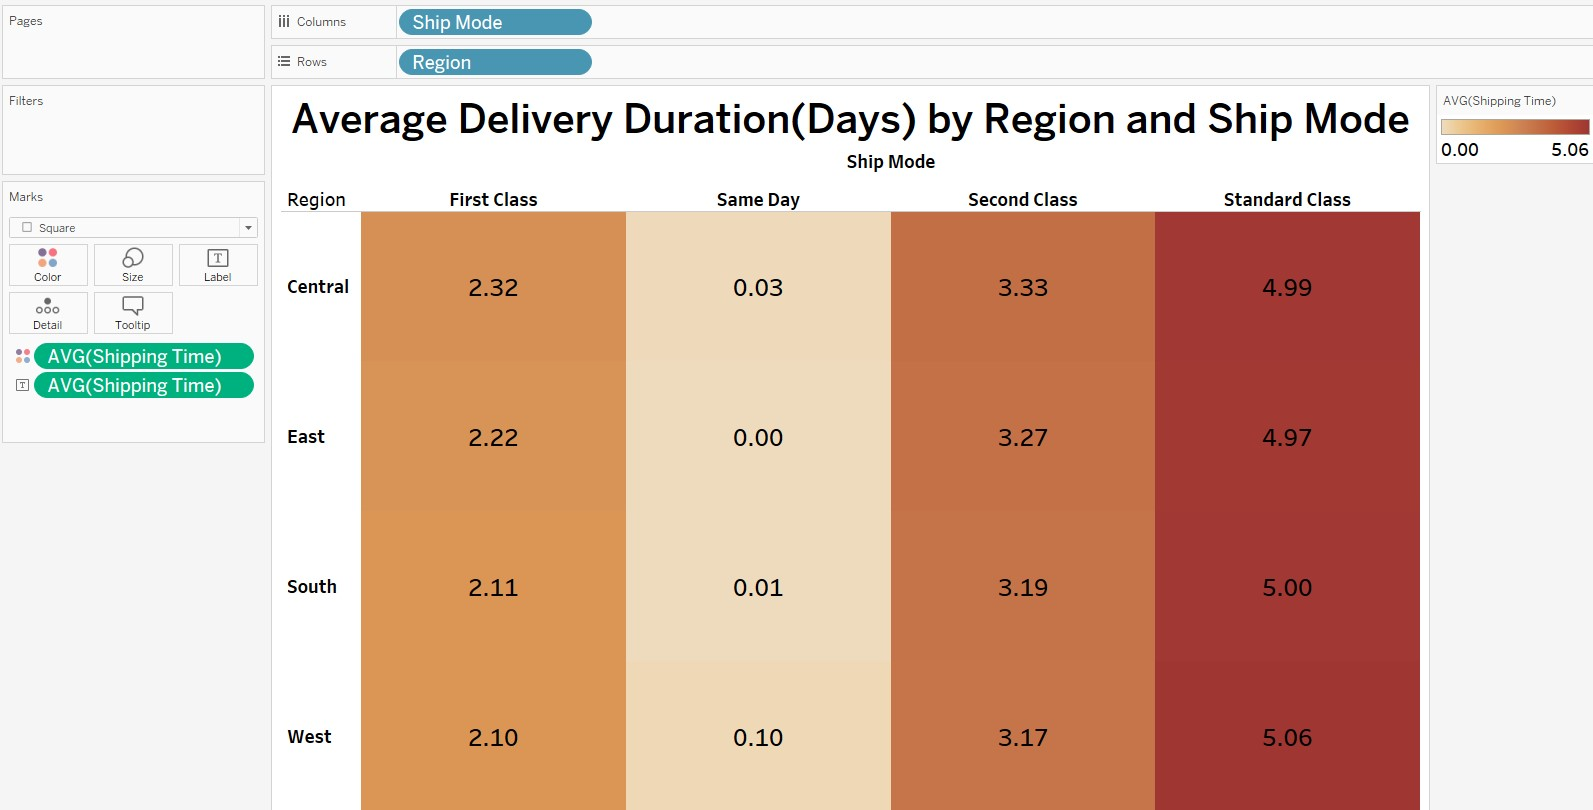 Pages
Columns
Ship Mode
Rows
Region
Filters
Marks
Square
Color
Size
Label
Detail
Tooltip
AVG(Shipping Time)
AVG(Shipping Time)
Average Delivery Duration(Days) by Region and Ship Mode
Ship Mode
Region First Class Same Day Second Class Standard Class
Central 2.32 0.03 3.33 4.99
East 2.22 0.00 3.27 4.97
South 2.11 0.01 3.19 5.00
West 2.10 0.10 3.17 5.06
AVG(Shipping Time)
0.00 5.06